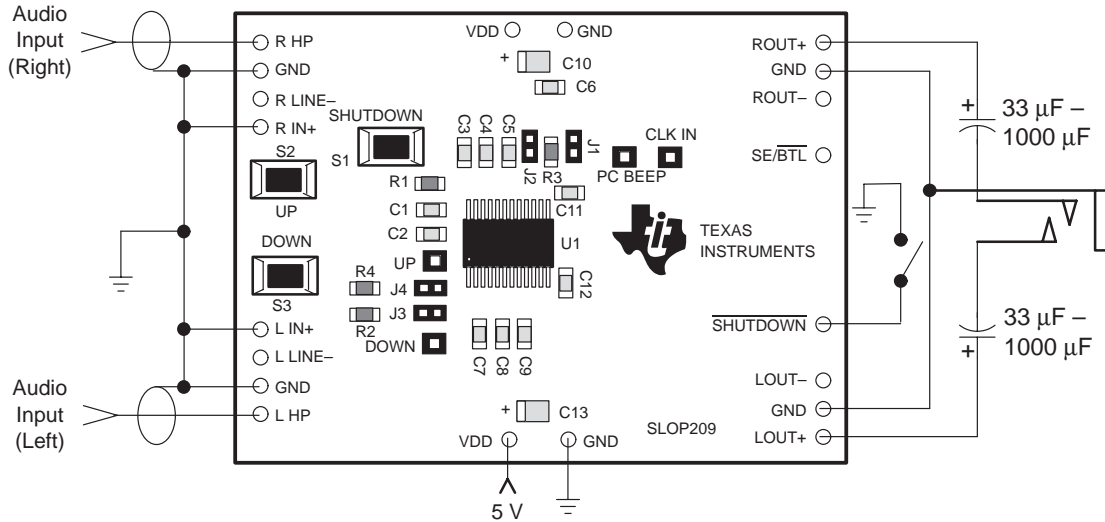 Audio
Input
(Right)
R HP
GND
R LINE–
R IN+
S2
UP
DOWN
S3
L IN+
L LINE–
GND
L HP
Audio
Input
(Left)
VDD
GND
+
C10
C6
SHUTDOWN
S1
C3
C4
C5
J2
R3
J1
CLK IN
PC BEEP
R1
C1
C2
C11
U1
UP
TEXAS
INSTRUMENTS
R4
J4
C12
R2
J3
DOWN
C7
C8
C9
+
C13
VDD
GND
SLOP209
5 V
ROUT+
GND
ROUT–
SE/BTL
SHUTDOWN
LOUT–
GND
LOUT+
+
33 μF –
1000 μF
33 μF –
1000 μF
+